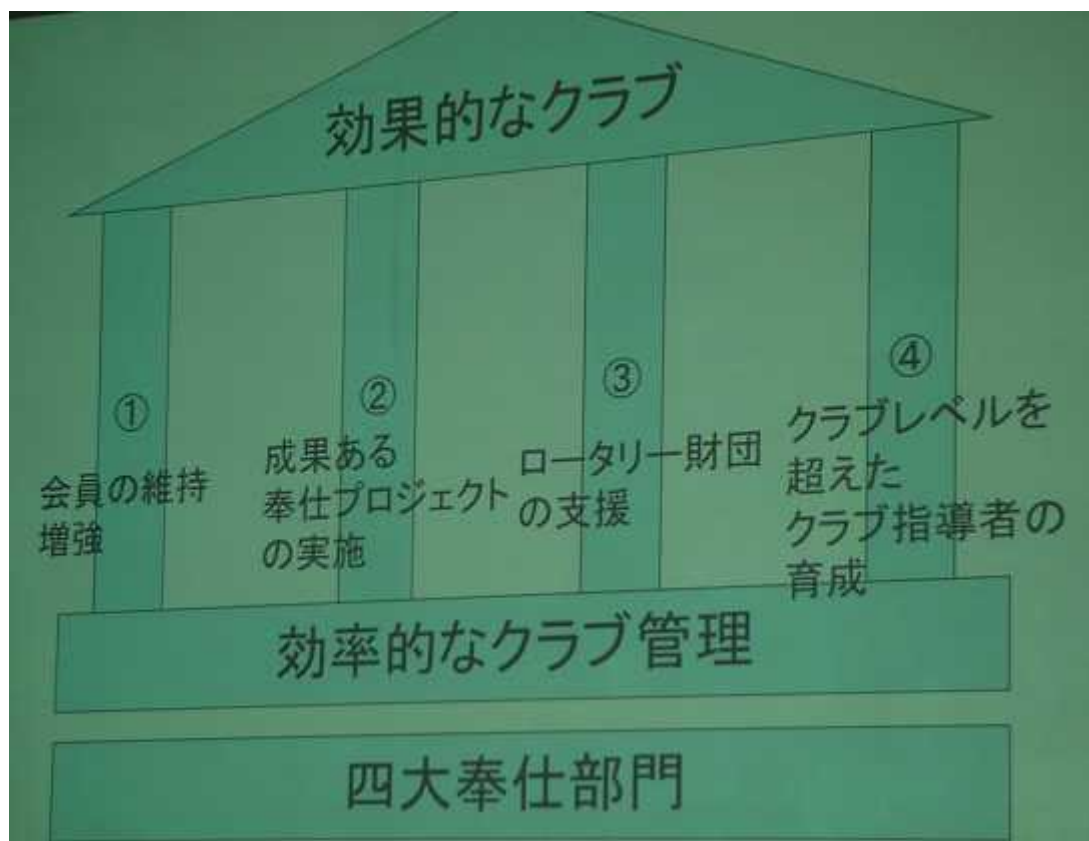 効果的なクラブ
①
会員の維持
増強
②
成果ある
奉仕プロジェクト
の実施
③
ロータリー財団
の支援
④
クラブレベルを
超えた
クラブ指導者の
育成
効率的なクラブ管理
四大奉仕部門